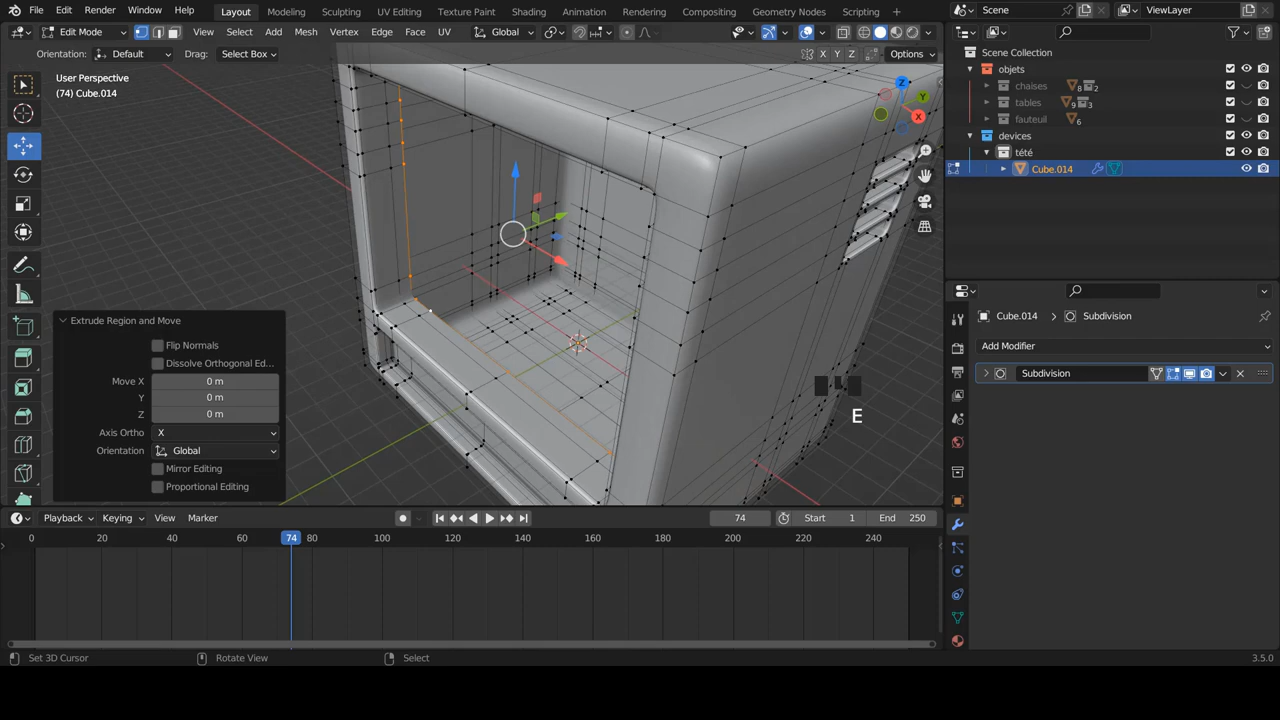 File Edit Render Window Help Layout Modeling Sculpting UV Editing Texture Paint Shading Animation Rendering Compositing Geometry Nodes Scripting + Scene ViewLayer
Edit Mode View Select Add Mesh Vertex Edge Face UV Global
Orientation: Default Drag: Select Box X Y Z Options
User Perspective
(74) Cube.014
Z
Y
X
Scene Collection
objets
chaises 8 2
tables 9 3
fauteuil 6
devices
tété
Cube.014
Extrude Region and Move
Flip Normals
Dissolve Orthogonal Ed...
Move X 0 m
Y 0 m
Z 0 m
Axis Ortho X
Orientation Global
Mirror Editing
Proportional Editing
E
Cube.014 > Subdivision
Add Modifier
Subdivision
Playback Keying View Marker 74 Start 1 End 250
0 20 40 60 74 80 100 120 140 160 180 200 220 240
Set 3D Cursor Rotate View Select 3.5.0